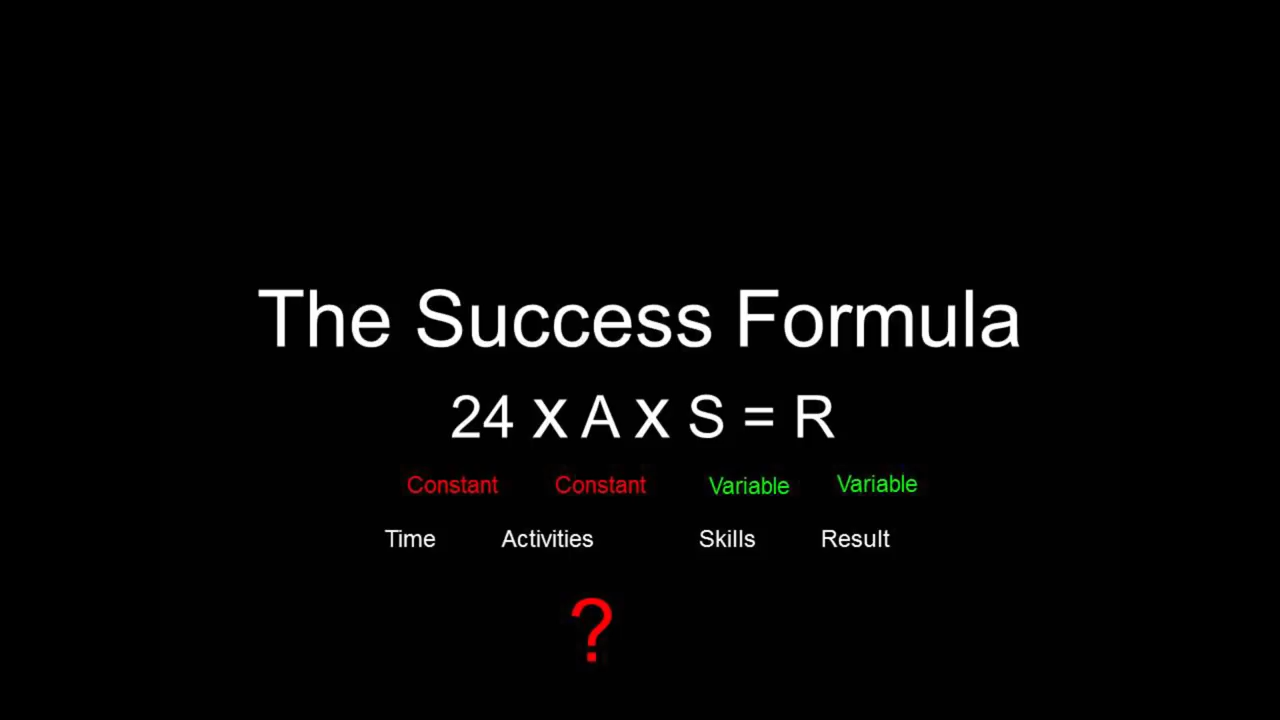 The Success Formula
24 x A x S = R
Constant Constant Variable Variable
Time Activities Skills Result
?